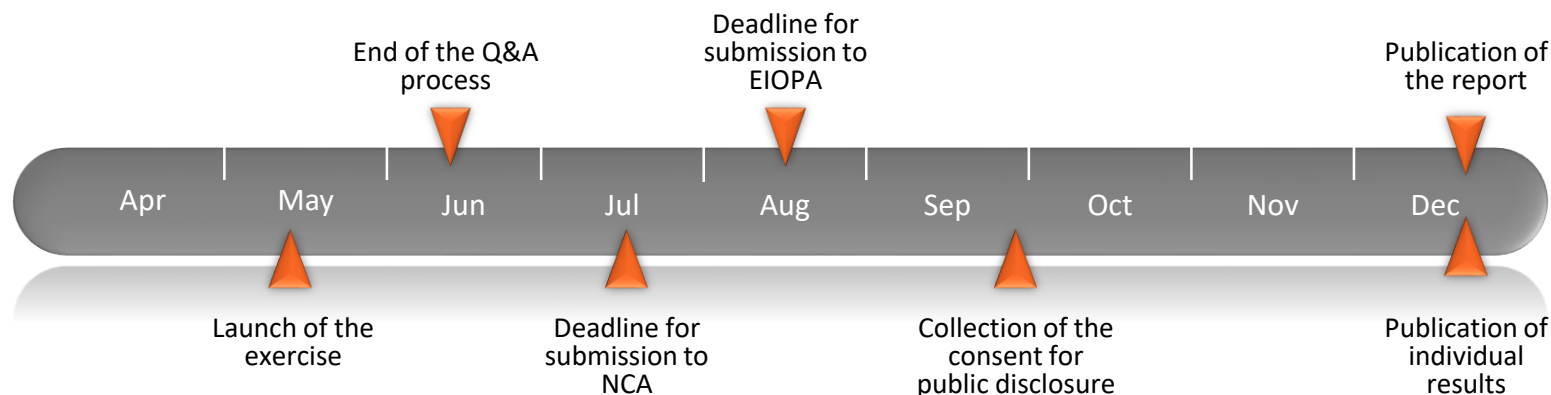 End of the Q&A
process
Deadline for
submission to
EIOPA
Publication of
the report
Apr
May
Jun
Jul
Aug
Sep
Oct
Nov
Dec
Launch of the
exercise
Deadline for
submission to
NCA
Collection of the
consent for
public disclosure
Publication of
individual
results